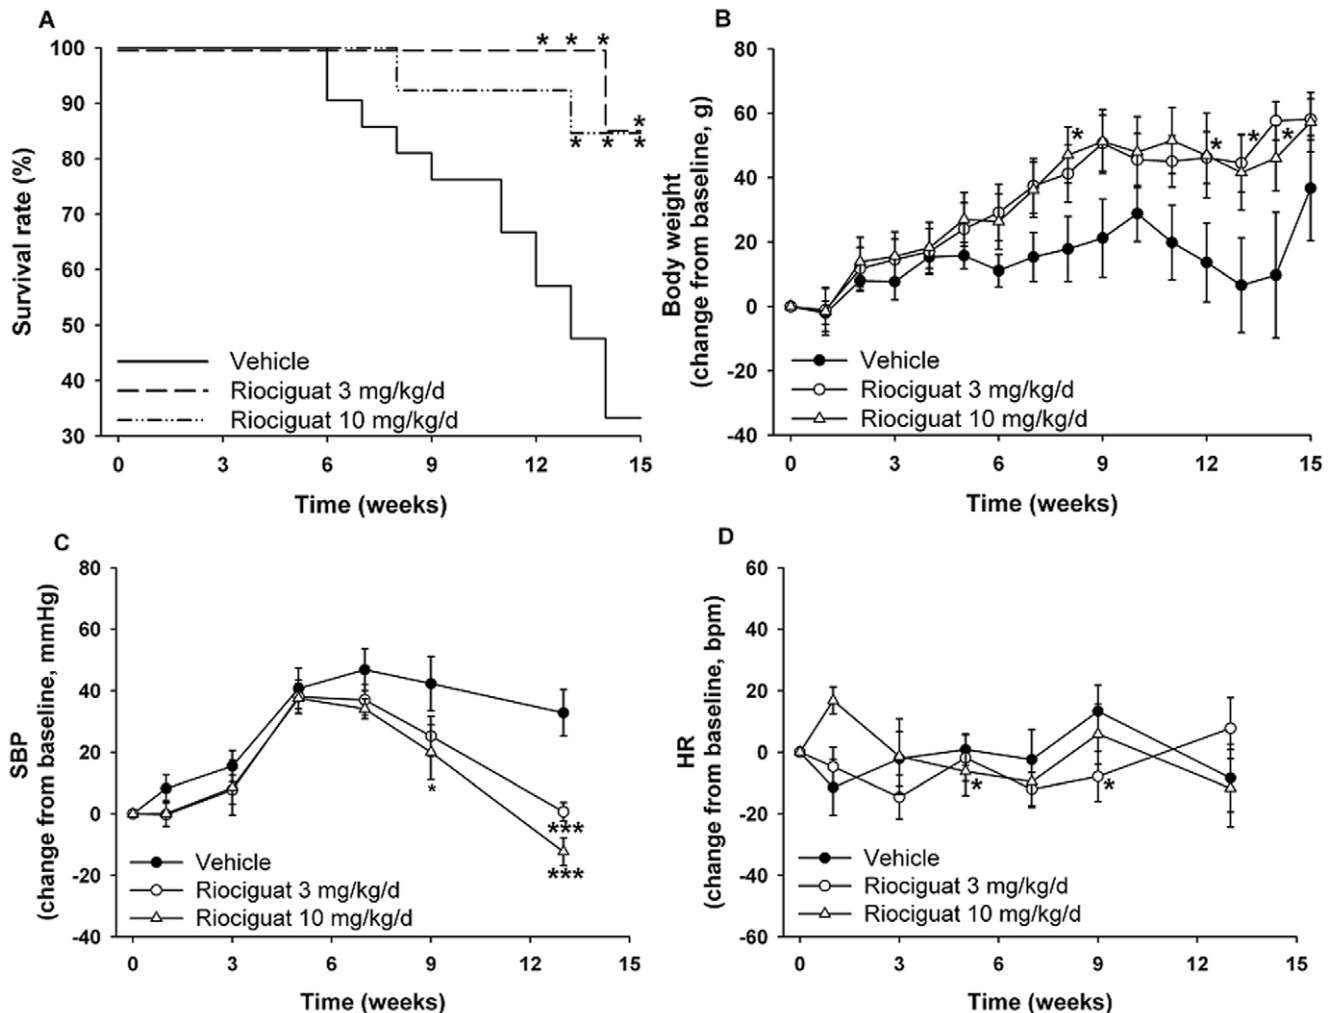 A
Survival rate (%)
100
90
80
70
60
50
40
30
* * *
*
* * *
Vehicle
Riociguat 3 mg/kg/d
Riociguat 10 mg/kg/d
0 3 6 9 12 15
Time (weeks)
B
Body weight
(change from baseline, g)
80
60
40
20
0
-20
-40
* * * *
Vehicle
Riociguat 3 mg/kg/d
Riociguat 10 mg/kg/d
0 3 6 9 12 15
Time (weeks)
C
SBP
(change from baseline, mmHg)
80
60
40
20
0
-20
-40
*
***
***
Vehicle
Riociguat 3 mg/kg/d
Riociguat 10 mg/kg/d
0 3 6 9 12 15
Time (weeks)
D
HR
(change from baseline, bpm)
60
40
20
0
-20
-40
-60
* *
Vehicle
Riociguat 3 mg/kg/d
Riociguat 10 mg/kg/d
0 3 6 9 12 15
Time (weeks)